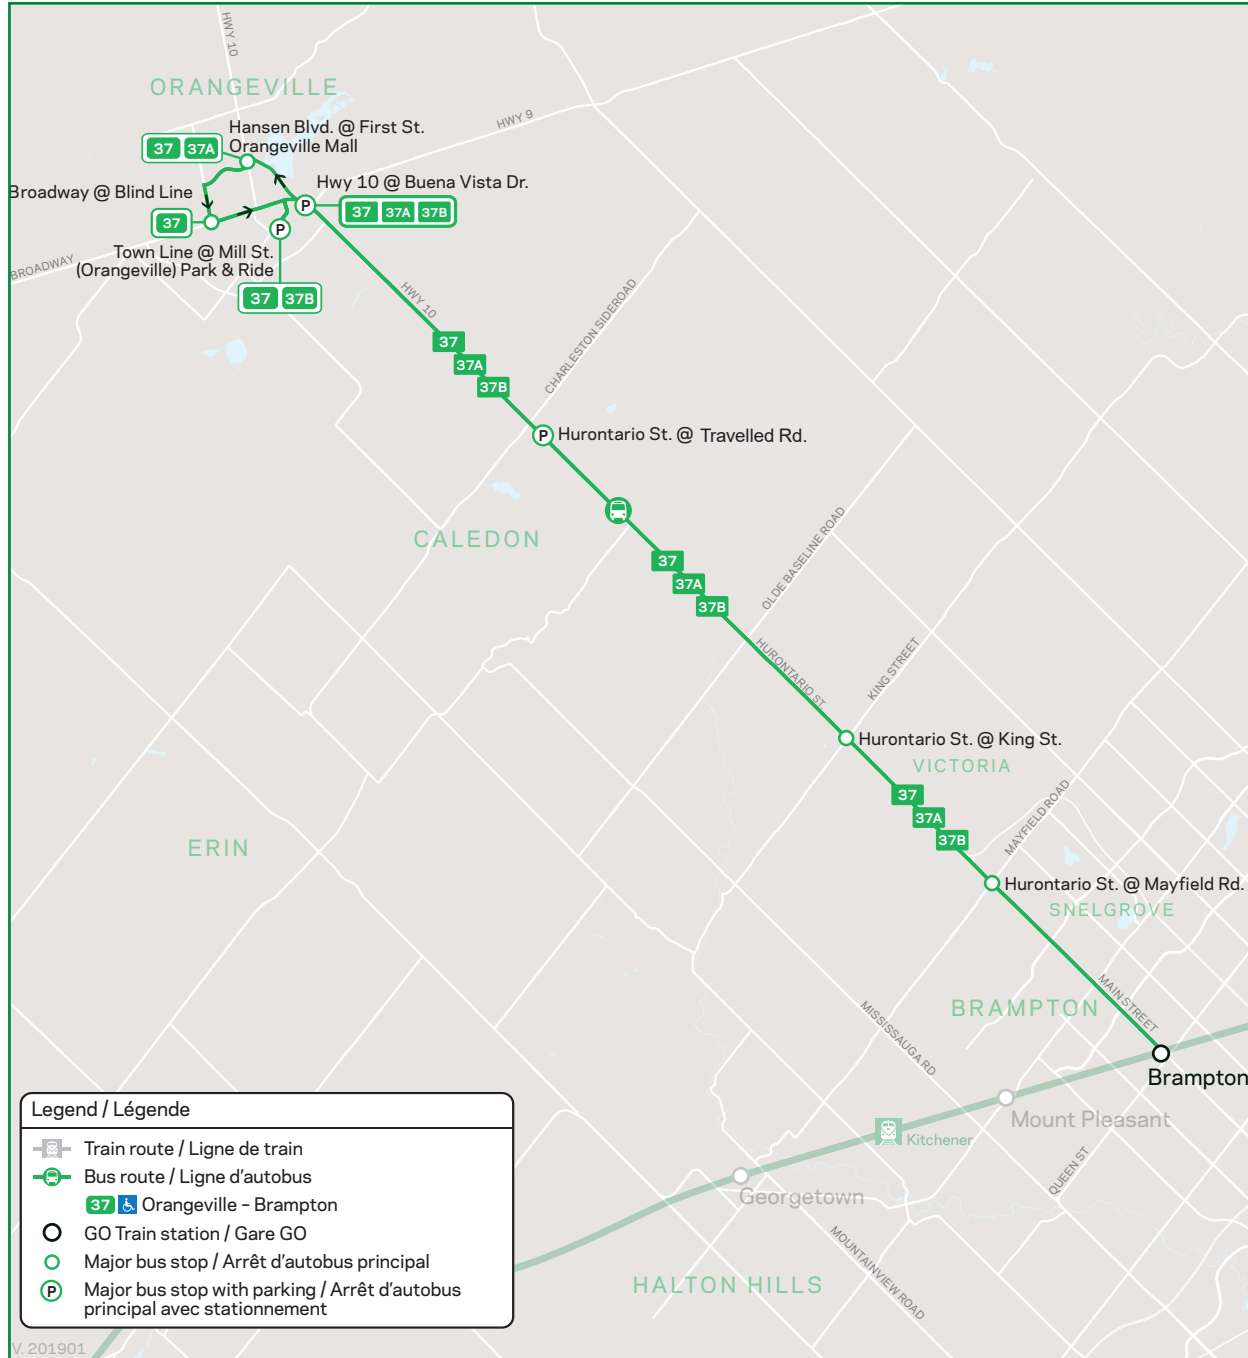 HWY 10
ORANGEVILLE
Hansen Blvd. @ First St.
Orangeville Mall
37 37A
HWY 9
Broadway @ Blind Line
37
Hwy 10 @ Buena Vista Dr.
P
37 37A 37B
P
Town Line @ Mill St.
(Orangeville) Park & Ride
37 37B
BROADWAY
HWY 10
CHARLESTON SIDEROAD
37
37A
37B
P
Hurontario St. @ Travelled Rd.
CALEDON
OLDE BASELINE ROAD
37
37A
37B
HURONTARIO ST.
KING STREET
Hurontario St. @ King St.
VICTORIA
37
37A
37B
MAYFIELD ROAD
ERIN
Hurontario St. @ Mayfield Rd.
SNELGROVE
MAIN STREET
BRAMPTON
MISSISSAUGA RD
Brampton
Mount Pleasant
Kitchener
QUEEN ST
Georgetown
MOUNTAINVIEW ROAD
HALTON HILLS
Legend / Légende
Train route / Ligne de train
Bus route / Ligne d'autobus
37 Orangeville - Brampton
GO Train station / Gare GO
Major bus stop / Arrêt d'autobus principal
P Major bus stop with parking / Arrêt d'autobus
principal avec stationnement
V. 201901